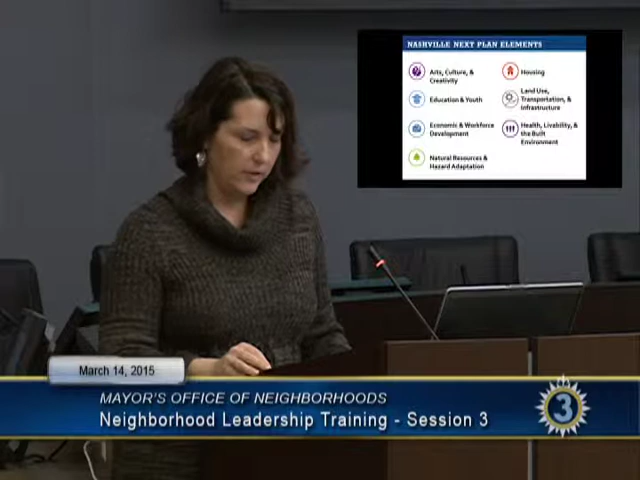 NASHVILLE NEXT PLAN ELEMENTS
Arts, Culture, &
Creativity
Housing
Education & Youth
Land Use,
Transportation, &
Infrastructure
Economic & Workforce
Development
Health, Livability, &
the Built
Environment
Natural Resources &
Hazard Adaptation
March 14, 2015
MAYOR'S OFFICE OF NEIGHBORHOODS
Neighborhood Leadership Training - Session 3
3